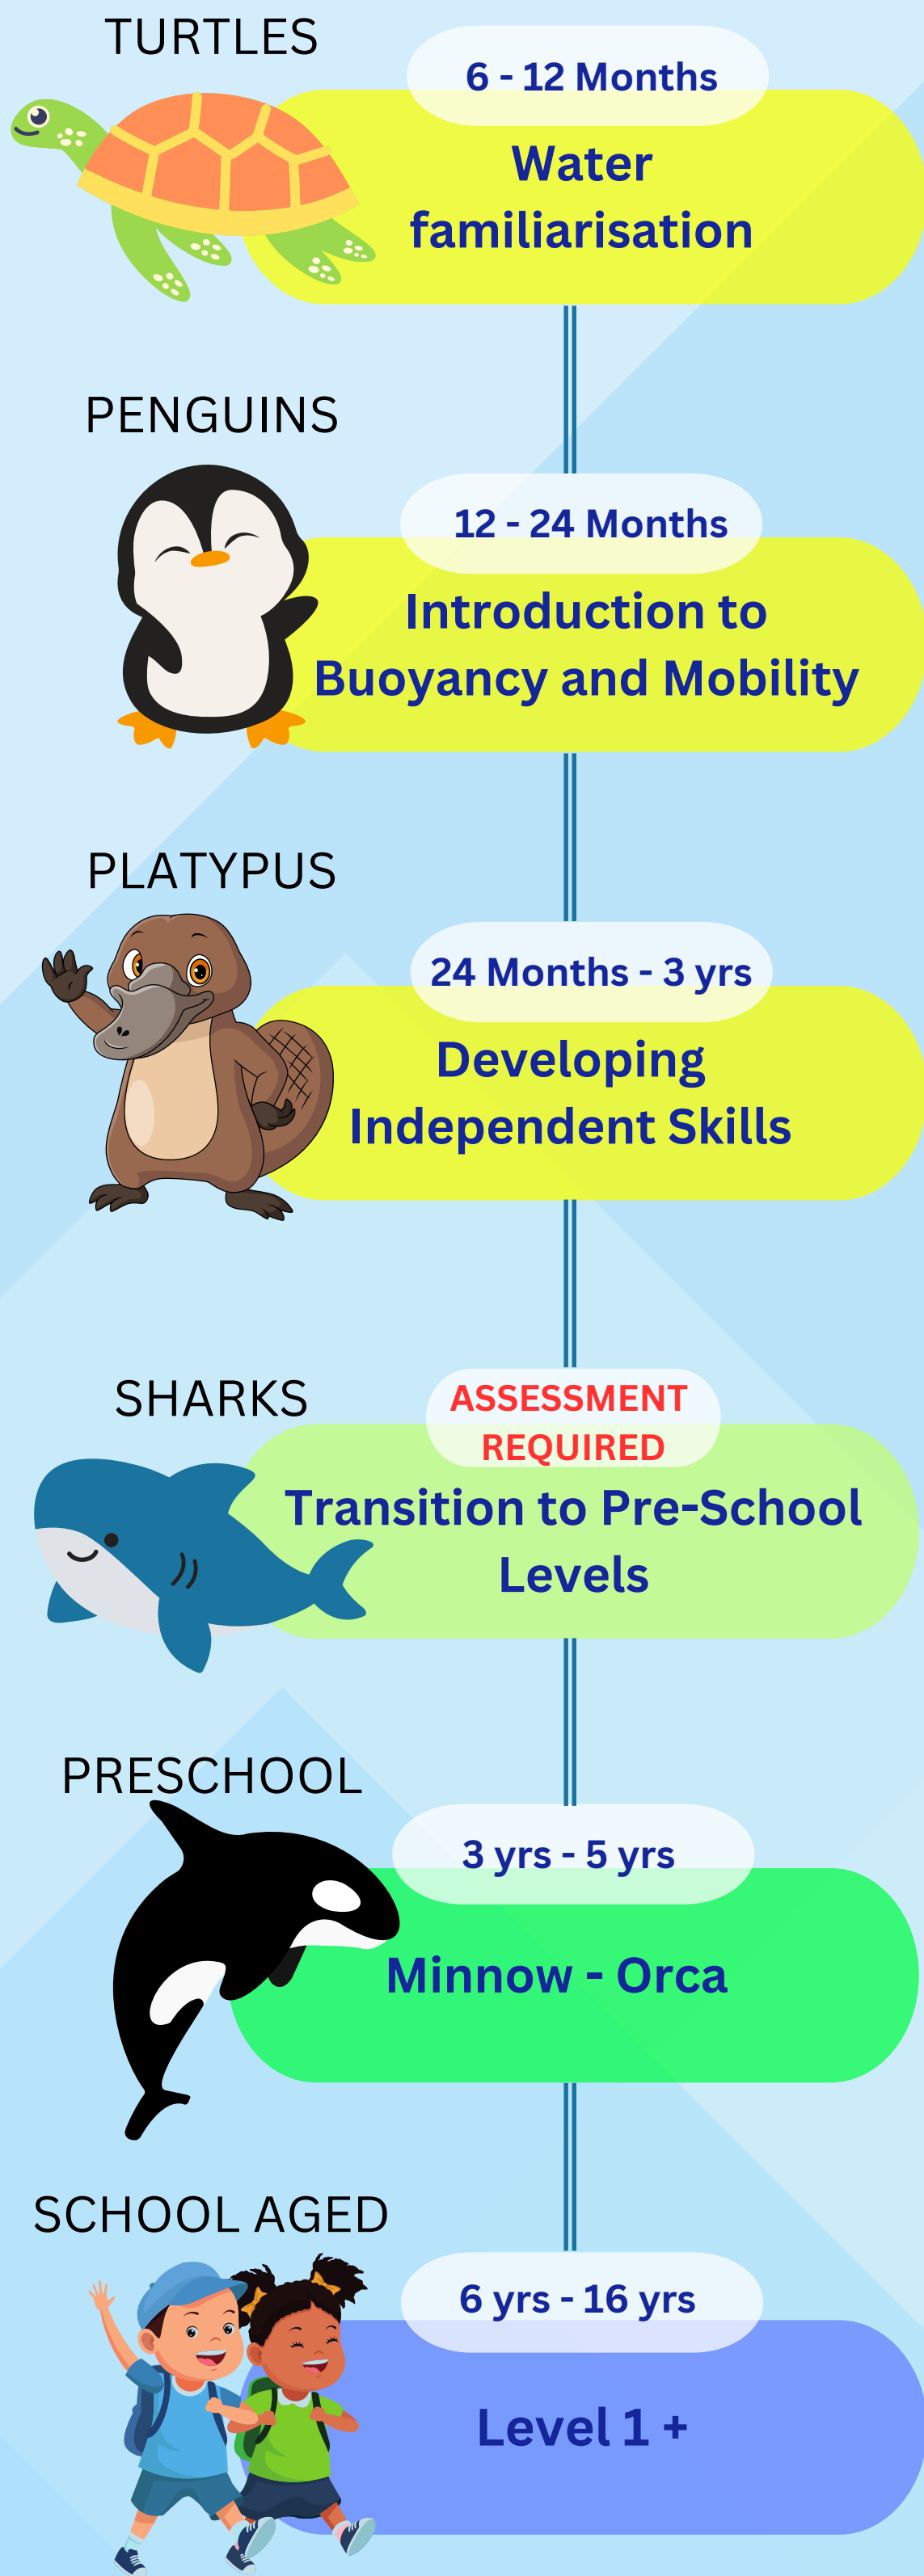 TURTLES
6 - 12 Months
Water
familiarisation
PENGUINS
12 - 24 Months
Introduction to
Buoyancy and Mobility
PLATYPUS
24 Months - 3 yrs
Developing
Independent Skills
SHARKS
ASSESSMENT
REQUIRED
Transition to Pre-School
Levels
PRESCHOOL
3 yrs - 5 yrs
Minnow - Orca
SCHOOL AGED
6 yrs - 16 yrs
Level 1 +